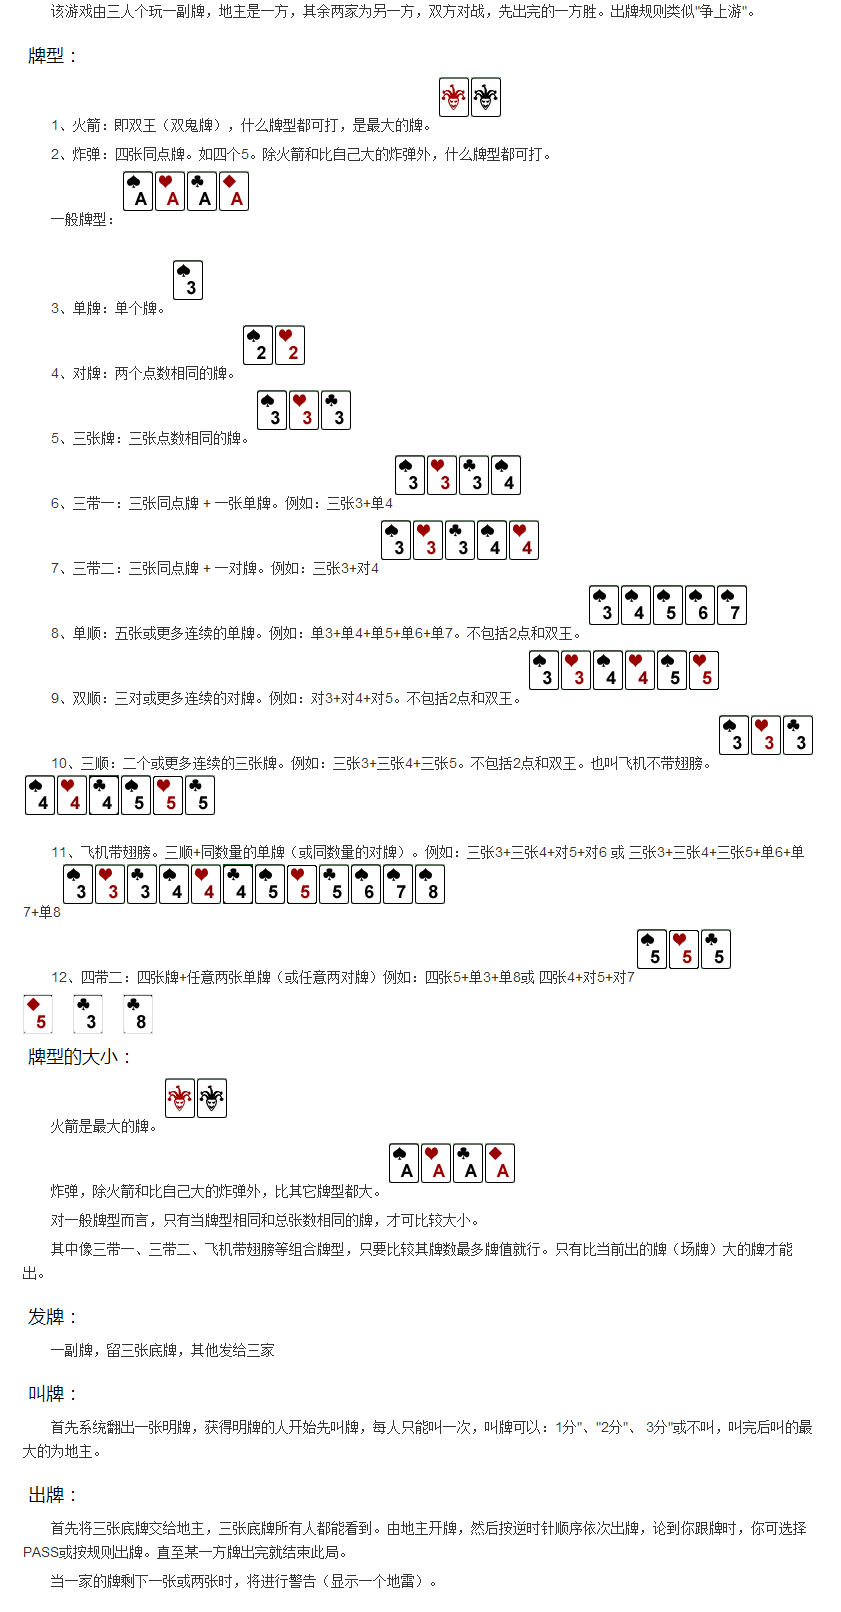 该游戏由三人个玩一副牌，地主是一方，其余两家为另一方，双方对战，先出完的一方胜。出牌规则类似"争上游"。
牌型：
1、火箭：即双王（双鬼牌），什么牌型都可打，是最大的牌。
2、炸弹：四张同点牌。如四个5。除火箭和比自己大的炸弹外，什么牌型都可打。
一般牌型： A A A A
3、单牌：单个牌。 3
4、对牌：两个点数相同的牌。 2 2
5、三张牌：三张点数相同的牌。 3 3 3
6、三带一：三张同点牌 + 一张单牌。例如：三张3+单4 3 3 3 4
7、三带二：三张同点牌 + 一对牌。例如：三张3+对4 3 3 3 4 4
8、单顺：五张或更多连续的单牌。例如：单3+单4+单5+单6+单7。不包括2点和双王。 3 4 5 6 7
9、双顺：三对或更多连续的对牌。例如：对3+对4+对5。不包括2点和双王。 3 3 4 4 5 5
10、三顺：二个或更多连续的三张牌。例如：三张3+三张4+三张5。不包括2点和双王。也叫飞机不带翅膀。 3 3 3
4 4 4 5 5 5
11、飞机带翅膀。三顺+同数量的单牌（或同数量的对牌）。例如：三张3+三张4+对5+对6 或 三张3+三张4+三张5+单6+单
7+单8 3 3 3 4 4 4 5 5 5 6 7 8
12、四带二：四张牌+任意两张单牌（或任意两对牌）例如：四张5+单3+单8或 四张4+对5+对7 5 5 5
5 3 8
牌型的大小：
火箭是最大的牌。
炸弹，除火箭和比自己大的炸弹外，比其它牌型都大。 A A A A
对一般牌型而言，只有当牌型相同和总张数相同的牌，才可比较大小。
其中像三带一、三带二、飞机带翅膀等组合牌型，只要比较其牌数最多牌值就行。只有比当前出的牌（场牌）大的牌才能
出。
发牌：
一副牌，留三张底牌，其他发给三家
叫牌：
首先系统翻出一张明牌，获得明牌的人开始先叫牌，每人只能叫一次，叫牌可以：1分"、"2分"、 3分"或不叫，叫完后叫的最
大的为地主。
出牌：
首先将三张底牌交给地主，三张底牌所有人都能看到。由地主开牌，然后按逆时针顺序依次出牌，论到你跟牌时，你可选择
PASS或按规则出牌。直至某一方牌出完就结束此局。
当一家的牌剩下一张或两张时，将进行警告（显示一个地雷）。